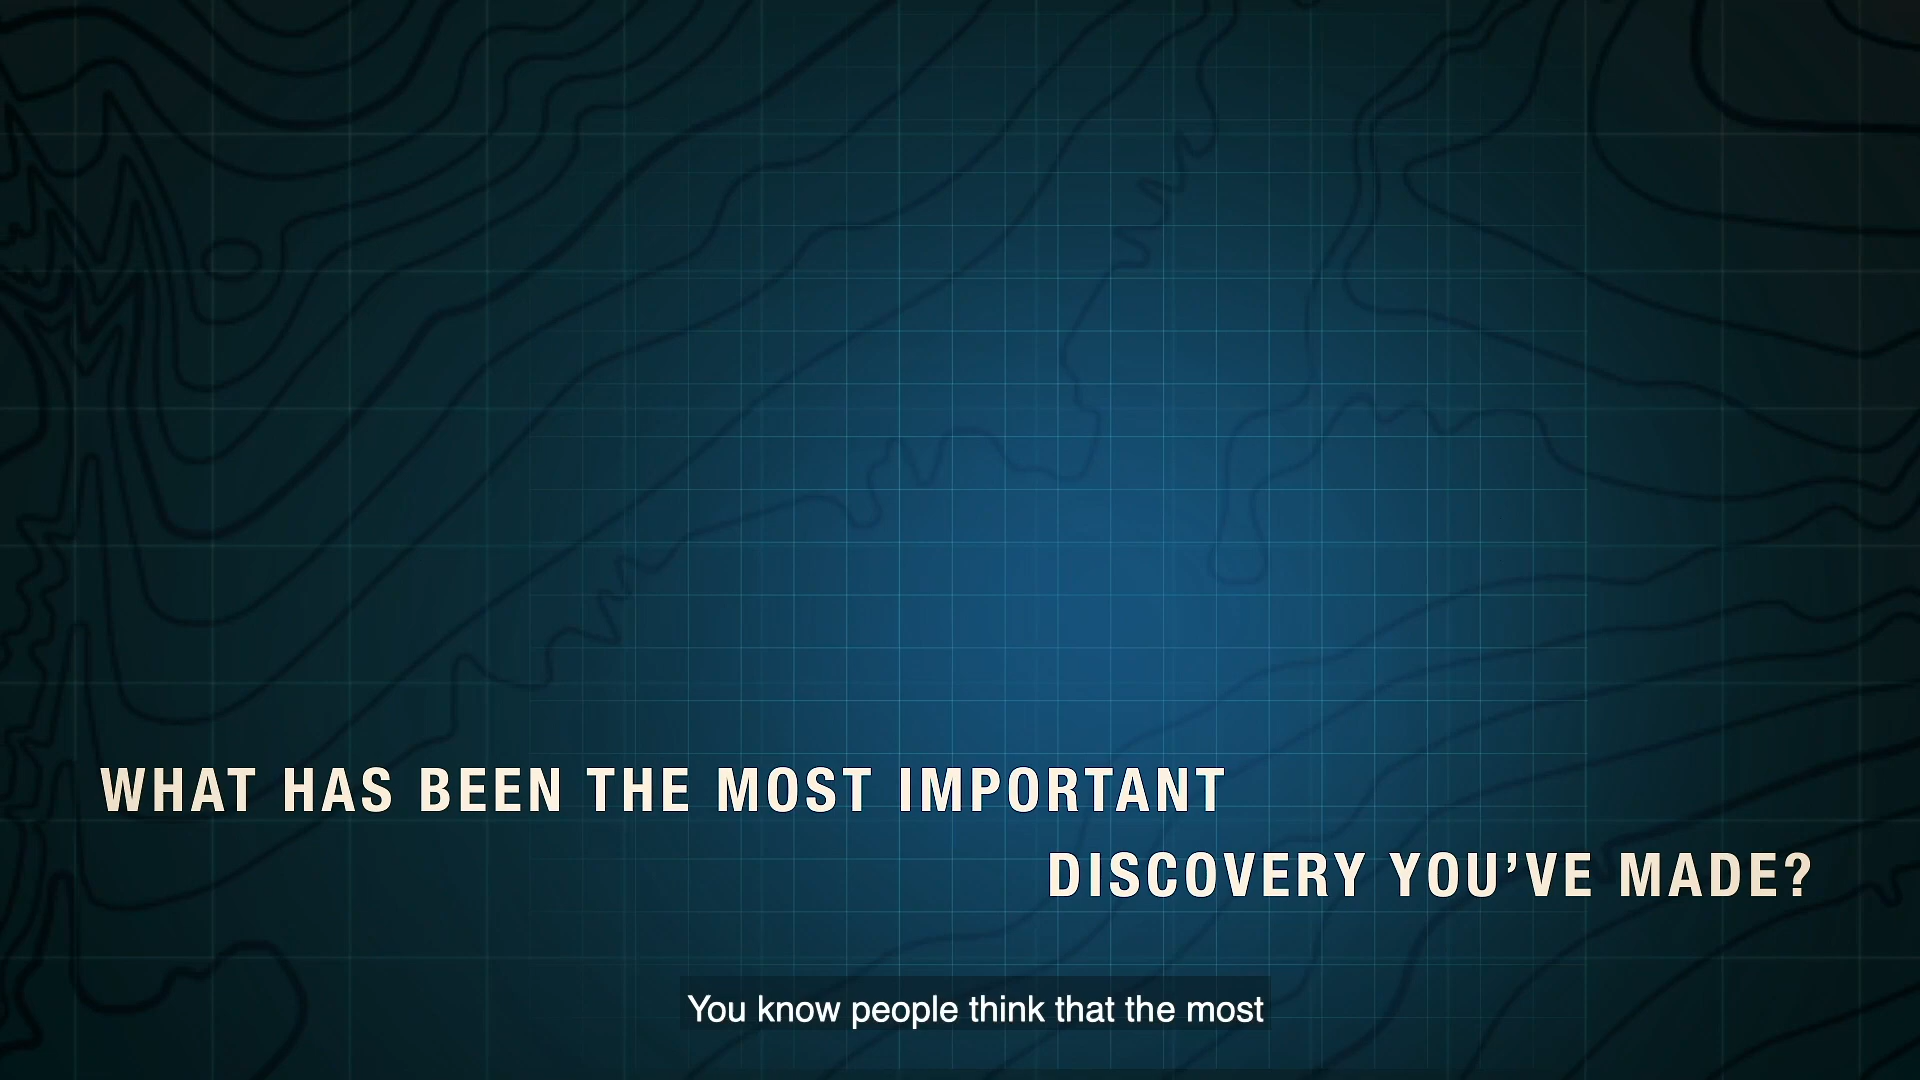 WHAT HAS BEEN THE MOST IMPORTANT
DISCOVERY YOU’VE MADE?
You know people think that the most